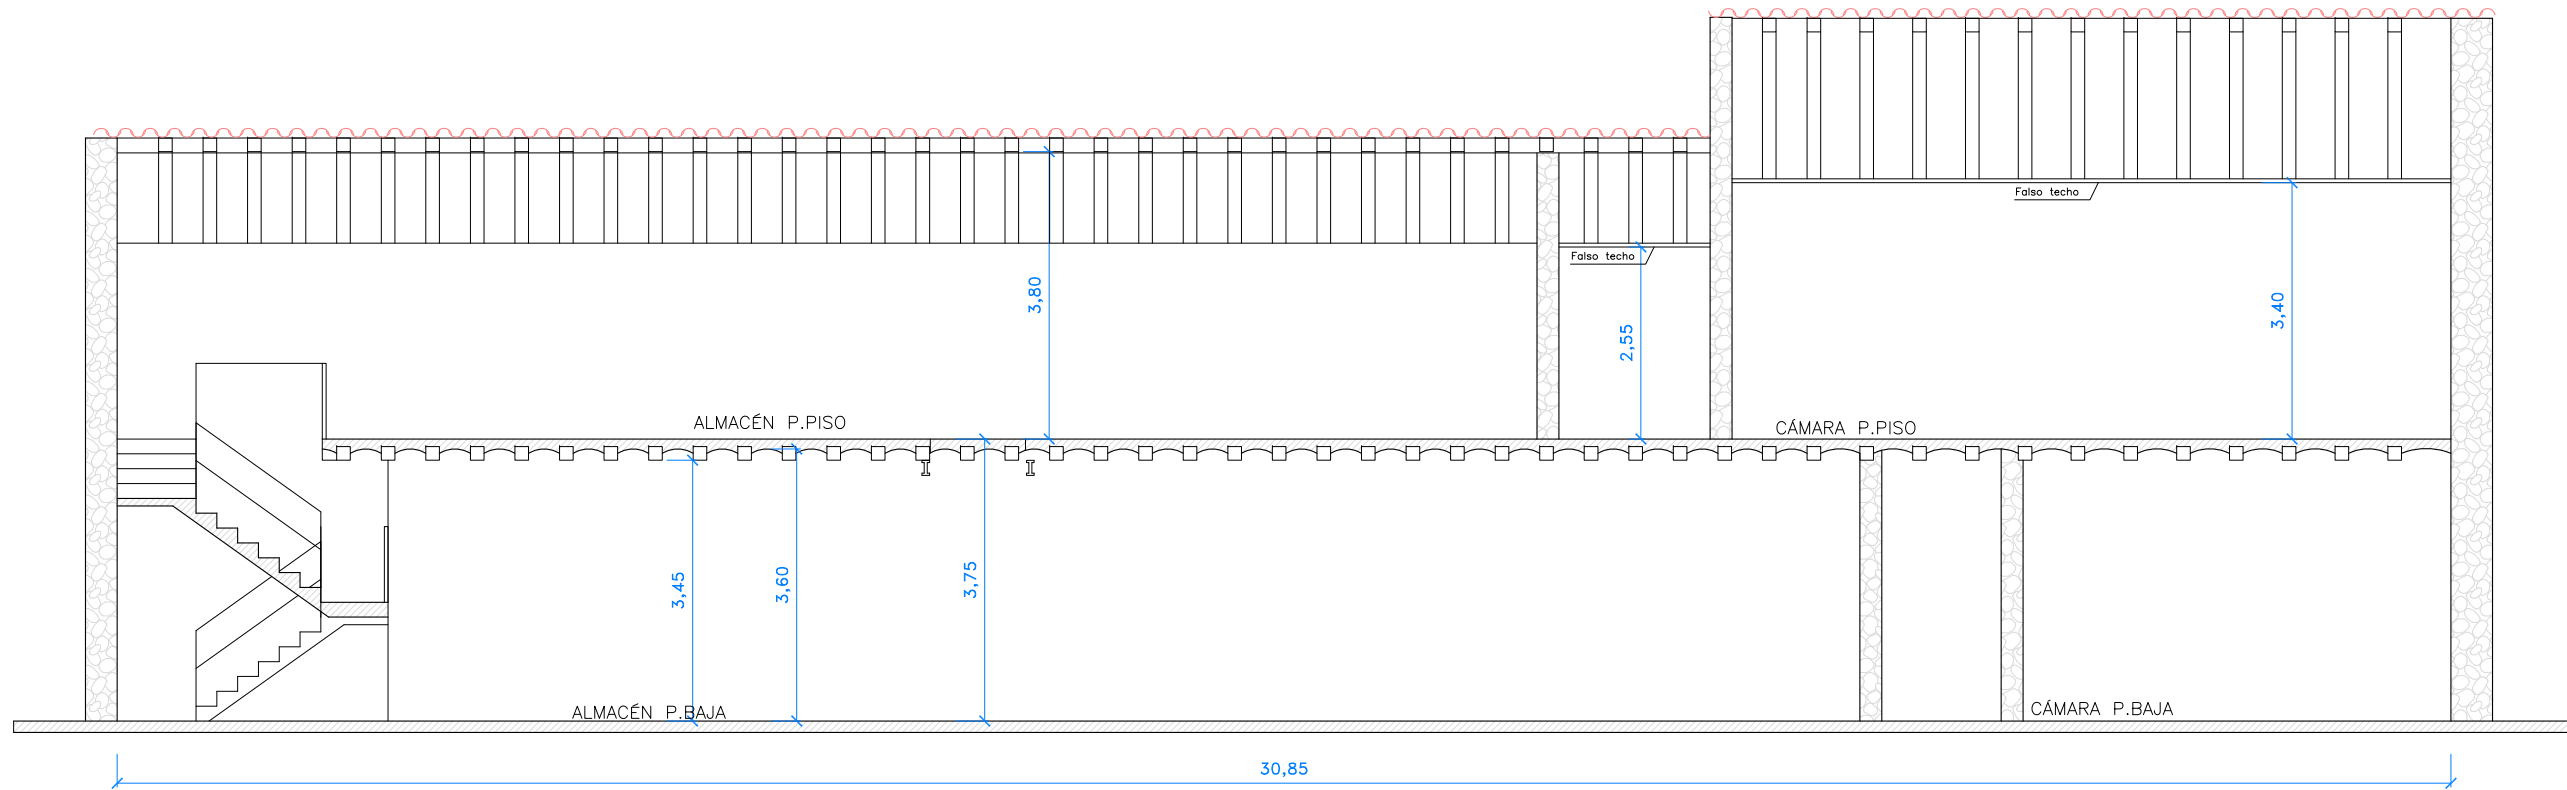 Falso techo
Falso techo
3,80
3,40
2,55
ALMACÉN P.PISO
CÁMARA P.PISO
3,45
3,60
3,75
ALMACÉN P.BAJA
CÁMARA P.BAJA
30,85